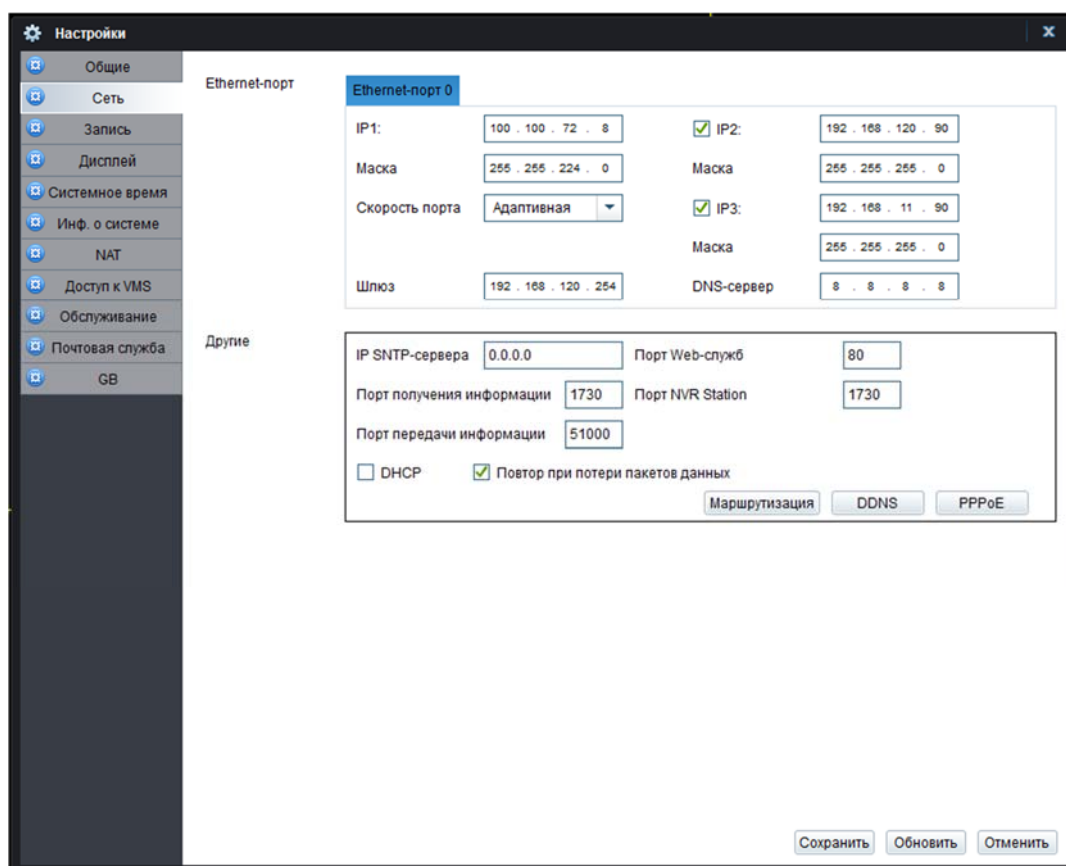 Настройки
Общие
Сеть
Запись
Дисплей
Системное время
Инф. о системе
NAT
Доступ к VMS
Обслуживание
Почтовая служба
GB
Ethernet-порт
Ethernet-порт 0
IP1: 100 . 100 . 72 . 8 IP2: 192 . 168 . 120 . 90
Маска 255 . 255 . 224 . 0 Маска 255 . 255 . 255 . 0
Скорость порта Адаптивная IP3: 192 . 168 . 11 . 90
Маска 255 . 255 . 255 . 0
Шлюз 192 . 168 . 120 . 254 DNS-сервер 8 . 8 . 8 . 8
Другие
IP SNTP-сервера 0.0.0.0 Порт Web-служб 80
Порт получения информации 1730 Порт NVR Station 1730
Порт передачи информации 51000
DHCP Повтор при потери пакетов данных
Маршрутизация DDNS PPPoE
Сохранить Обновить Отменить